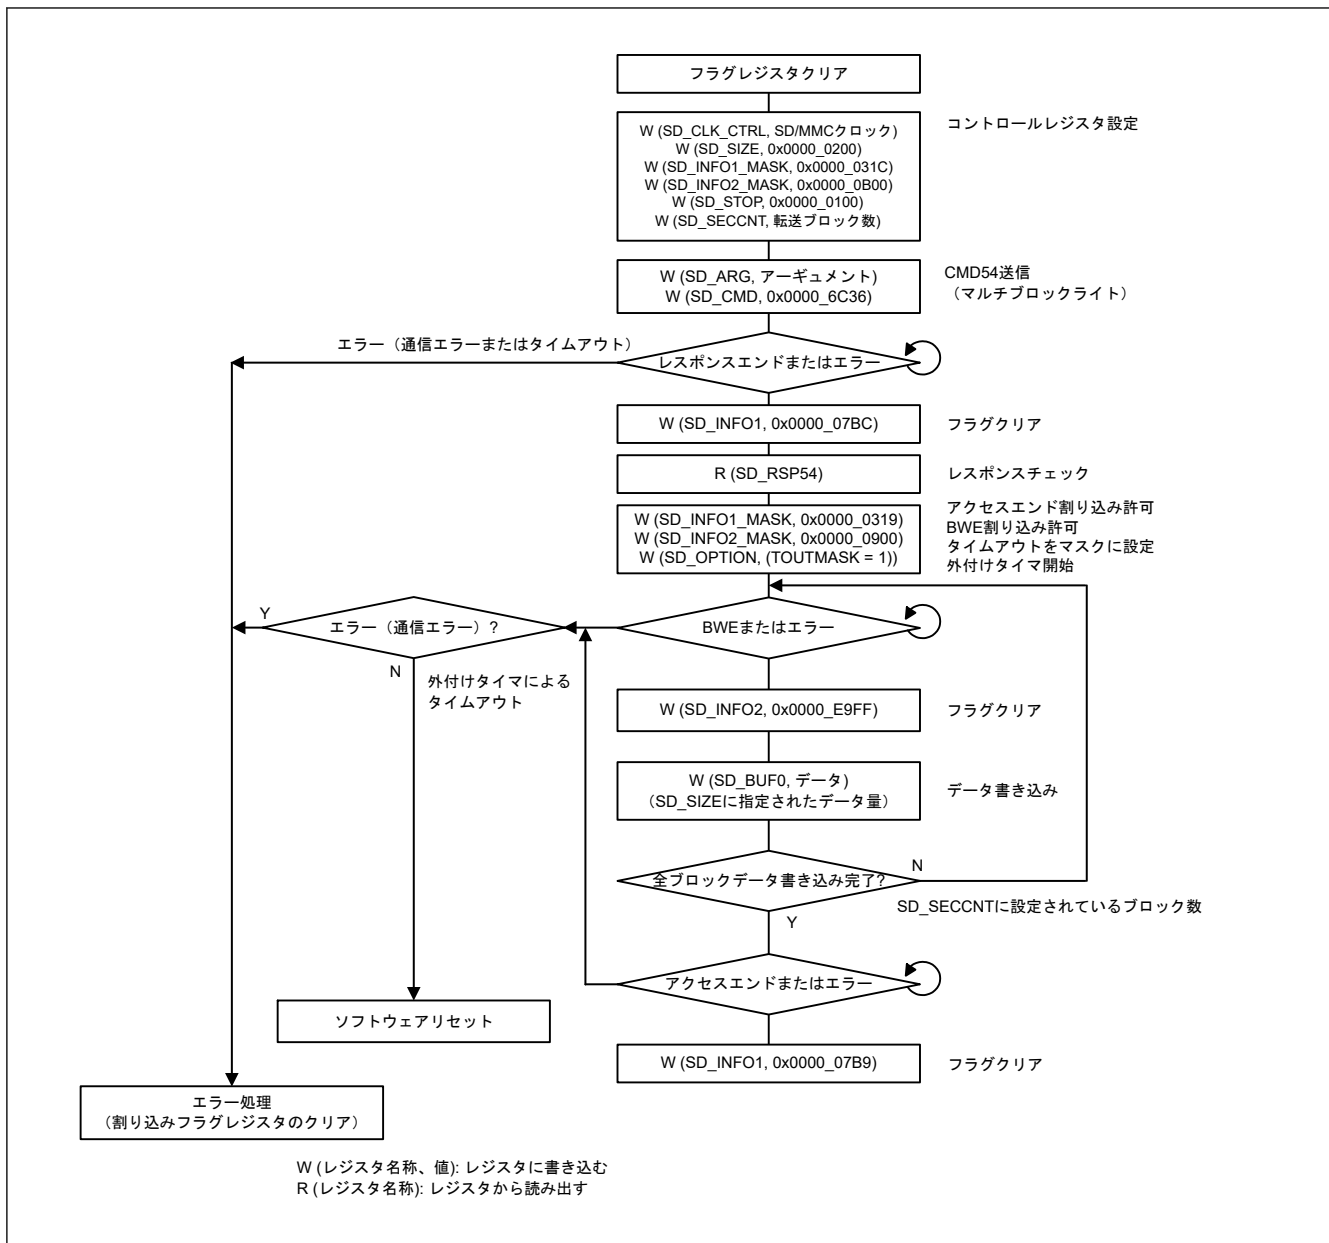 フラグレジスタクリア
W (SD_CLK_CTRL, SD/MMCクロック)
W (SD_SIZE, 0x0000_0200)
W (SD_INFO1_MASK, 0x0000_031C)
W (SD_INFO2_MASK, 0x0000_0B00)
W (SD_STOP, 0x0000_0100)
W (SD_SECCNT, 転送ブロック数)
コントロールレジスタ設定
W (SD_ARG, アーギュメント)
W (SD_CMD, 0x0000_6C36)
CMD54送信
（マルチブロックライト）
エラー（通信エラーまたはタイムアウト）
レスポンスエンドまたはエラー
W (SD_INFO1, 0x0000_07BC)
フラグクリア
R (SD_RSP54)
レスポンスチェック
W (SD_INFO1_MASK, 0x0000_0319)
W (SD_INFO2_MASK, 0x0000_0900)
W (SD_OPTION, (TOUTMASK = 1))
アクセスエンド割り込み許可
BWE割り込み許可
タイムアウトをマスクに設定
外付けタイマ開始
Y
エラー（通信エラー）?
BWEまたはエラー
N
外付けタイマによる
タイムアウト
W (SD_INFO2, 0x0000_E9FF)
フラグクリア
W (SD_BUF0, データ)
（SD_SIZEに指定されたデータ量）
データ書き込み
全ブロックデータ書き込み完了?
N
SD_SECCNTに設定されているブロック数
Y
アクセスエンドまたはエラー
ソフトウェアリセット
W (SD_INFO1, 0x0000_07B9)
フラグクリア
エラー処理
（割り込みフラグレジスタのクリア）
W (レジスタ名称、値): レジスタに書き込む
R (レジスタ名称): レジスタから読み出す